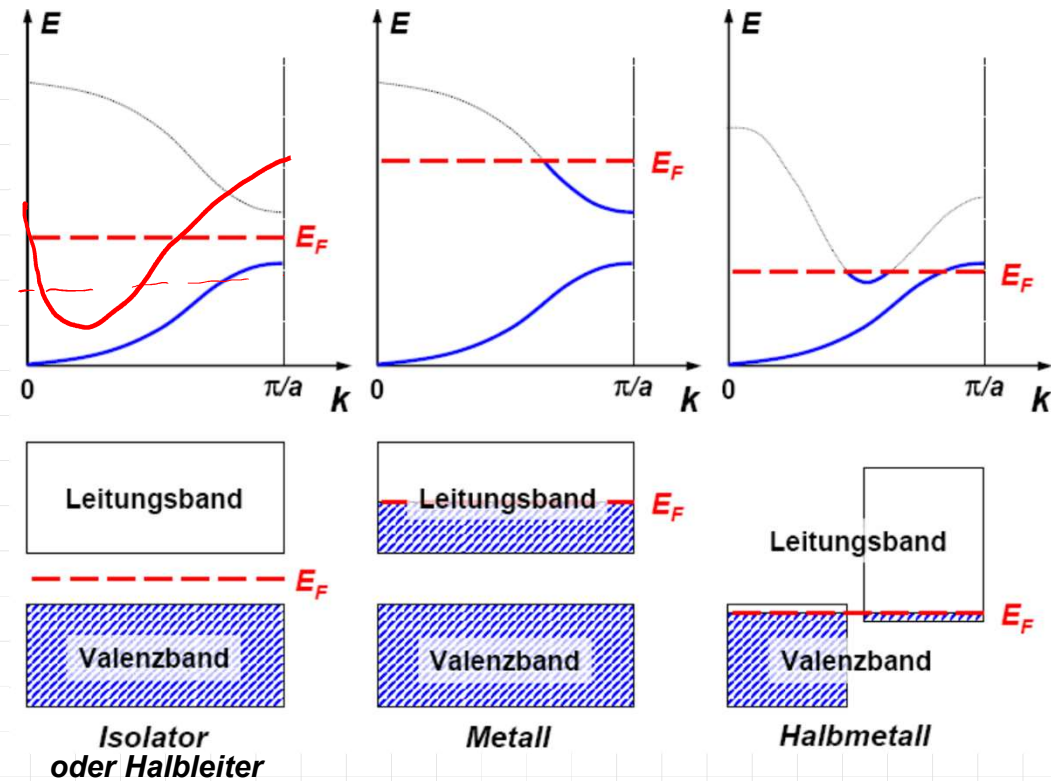 E
E
E
E_F
E_F
E_F
0
π/a
k
0
π/a
k
0
π/a
k
Leitungsband
Leitungsband
E_F
Leitungsband
E_F
E_F
Valenzband
Valenzband
Valenzband
Isolator
oder Halbleiter
Metall
Halbmetall